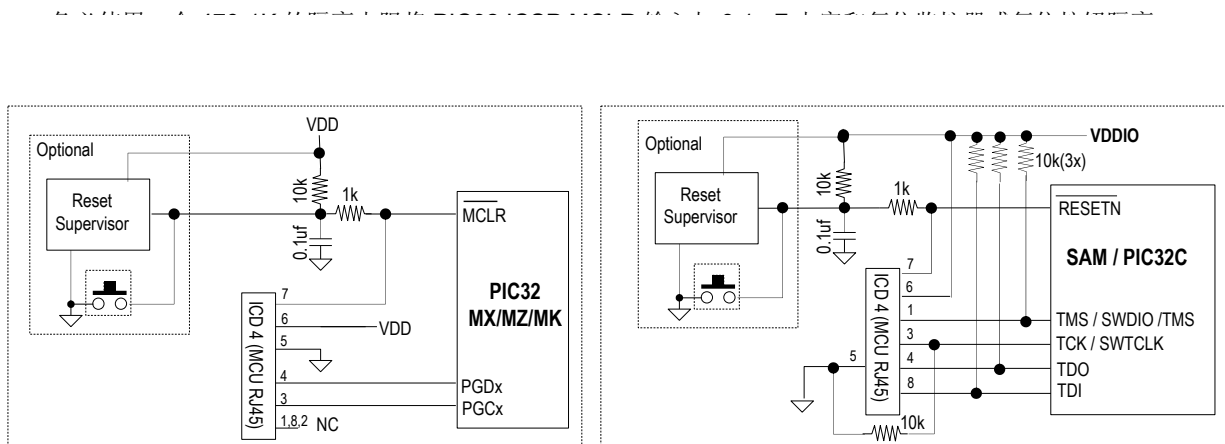 VDD
Optional
Reset
Supervisor
10k
1k
0.1uf
MCLR
PIC32
MX/MZ/MK
ICD 4 (MCU RJ45)
7
6
VDD
5
4
PGDx
3
PGCx
1,8,2 NC
Optional
VDDIO
10k(3x)
Reset
Supervisor
10k
1k
0.1uf
RESETN
SAM / PIC32C
ICD 4 (MCU RJ45)
7
6
1
TMS / SWDIO /TMS
3
TCK / SWTCLK
5
4
TDO
8
TDI
10k